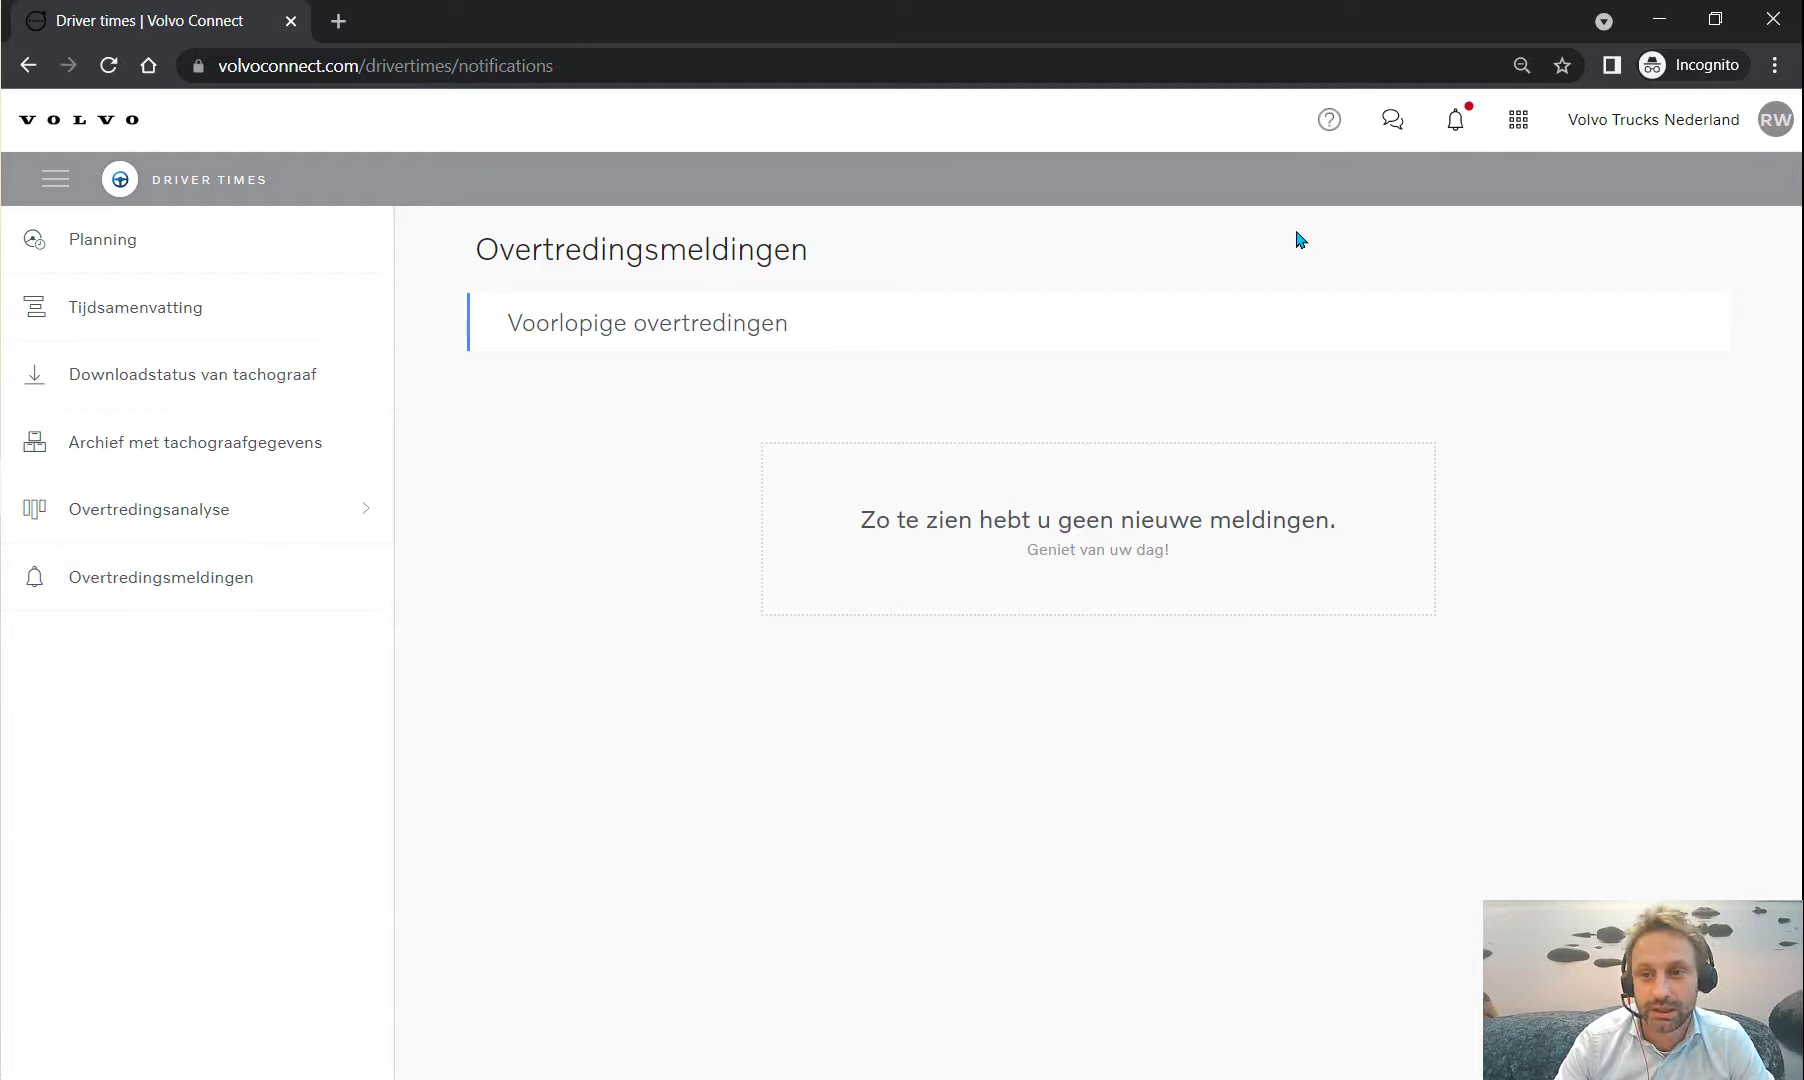 Driver times | Volvo Connect
volvoconnect.com/drivertimes/notifications
Incognito
VOLVO
Volvo Trucks Nederland
RW
DRIVER TIMES
Planning
Tijdsamenvatting
Downloadstatus van tachograaf
Archief met tachograafgegevens
Overtredingsanalyse
Overtredingsmeldingen
Overtredingsmeldingen
Voorlopige overtredingen
Zo te zien hebt u geen nieuwe meldingen.
Geniet van uw dag!